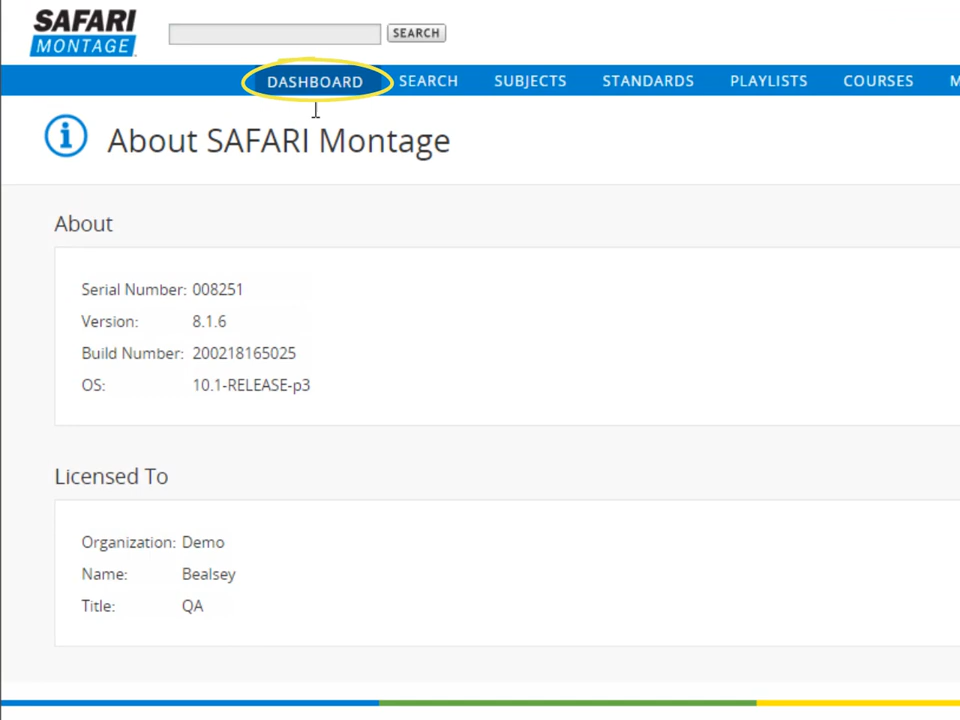 SAFARI
MONTAGE
SEARCH
DASHBOARD SEARCH SUBJECTS STANDARDS PLAYLISTS COURSES M
About SAFARI Montage
About
Serial Number: 008251
Version: 8.1.6
Build Number: 200218165025
OS: 10.1-RELEASE-p3
Licensed To
Organization: Demo
Name: Bealsey
Title: QA